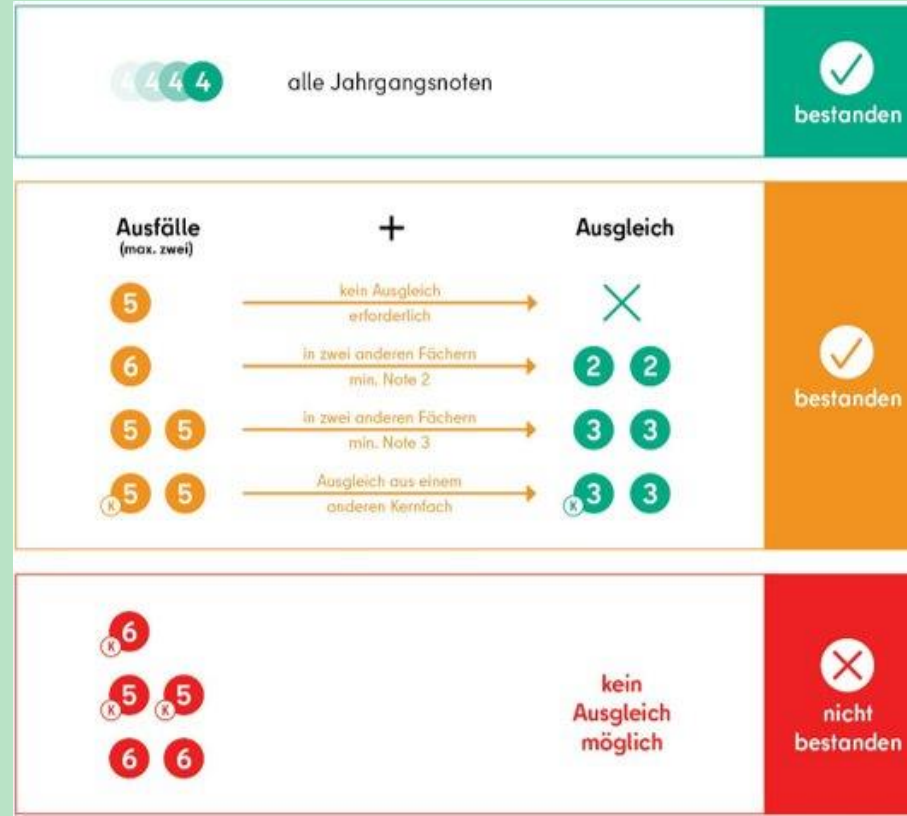 4 4 4 4 alle Jahrgangsnoten
bestanden
Ausfälle + Ausgleich
(max. zwei)
5 kein Ausgleich
erforderlich
6 in zwei anderen Fächern 2 2
min. Note 2
5 5 in zwei anderen Fächern 3 3
min. Note 3
K 5 5 Ausgleich aus einem K 3 3
anderen Kernfach
bestanden
K 6
K 5 K 5
6 6
kein
Ausgleich
möglich
nicht
bestanden